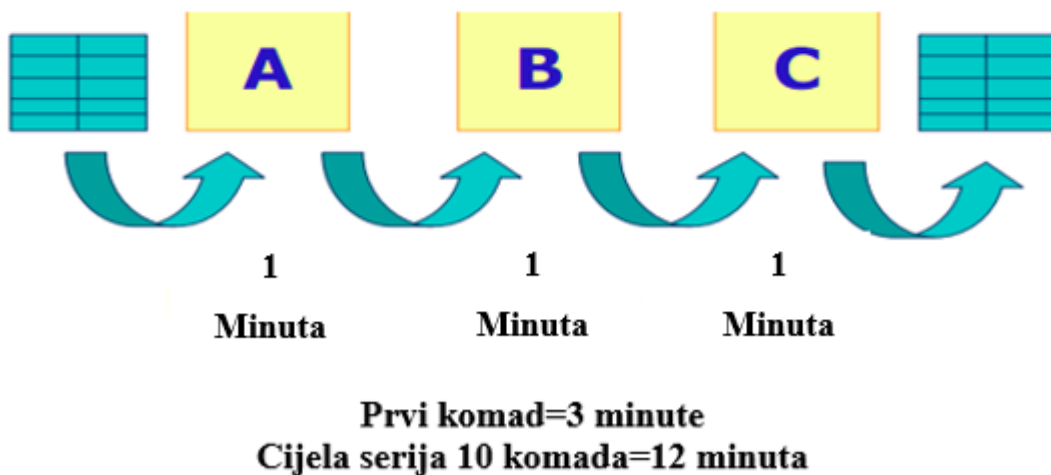 A B C
1 1 1
Minuta Minuta Minuta
Prvi komad=3 minute
Cijela serija 10 komada=12 minuta